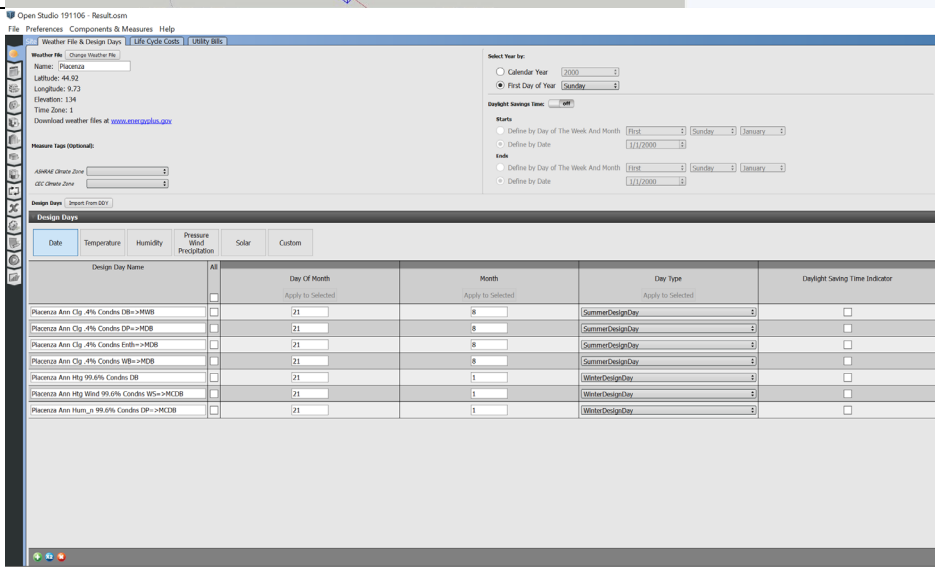 Open Studio 191106 - Result.osm
File Preferences Components & Measures Help
Site Weather File & Design Days Life Cycle Costs Utility Bills
Weather File Change Weather File
Name: Piacenza
Latitude: 44.92
Longitude: 9.73
Elevation: 134
Time Zone: 1
Download weather files at www.energyplus.gov
Measure Tags (Optional):
ASHRAE Climate Zone
CEC Climate Zone
Select Year by:
Calendar Year 2000
First Day of Year Sunday
Daylight Savings Time: off
Starts
Define by Day of The Week And Month First Sunday January
Define by Date 1/1/2000
Ends
Define by Day of The Week And Month First Sunday January
Define by Date 1/1/2000
Design Days Import From DDY
Design Days
Date Temperature Humidity Pressure Wind Precipitation Solar Custom
Design Day Name All Day Of Month Month Day Type Daylight Saving Time Indicator
Apply to Selected Apply to Selected Apply to Selected
Piacenza Ann Clg .4% Condns DB=>MWB 21 8 SummerDesignDay
Piacenza Ann Clg .4% Condns DP=>MDB 21 8 SummerDesignDay
Piacenza Ann Clg .4% Condns Enth=>MDB 21 8 SummerDesignDay
Piacenza Ann Clg .4% Condns WB=>MDB 21 8 SummerDesignDay
Piacenza Ann Htg 99.6% Condns DB 21 1 WinterDesignDay
Piacenza Ann Htg Wind 99.6% Condns WS=>MCDB 21 1 WinterDesignDay
Piacenza Ann Hum_n 99.6% Condns DP=>MCDB 21 1 WinterDesignDay